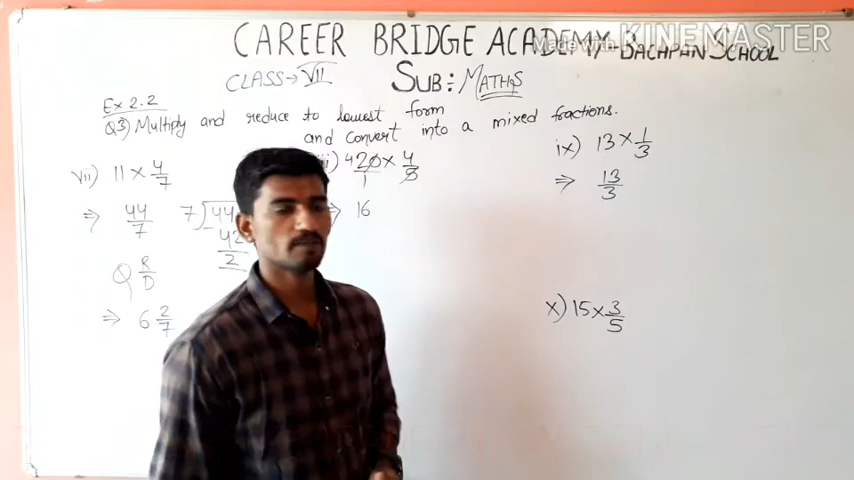 CAREER BRIDGE ACADEMY-BACHPAN SCHOOL
Made with KINEMASTER
CLASS→VII SUB:- MATHS
Ex 2.2
Q3) Multiply and reduce to lowest form
and convert into a mixed fractions.
vii) 11 × 4/7
⇒ 44/7
7)44
- 42
2
Q R/D
⇒ 6 2/7
20 × 4/5
⇒ 16
ix) 13 × 1/3
⇒ 13/3
x) 15 × 3/5